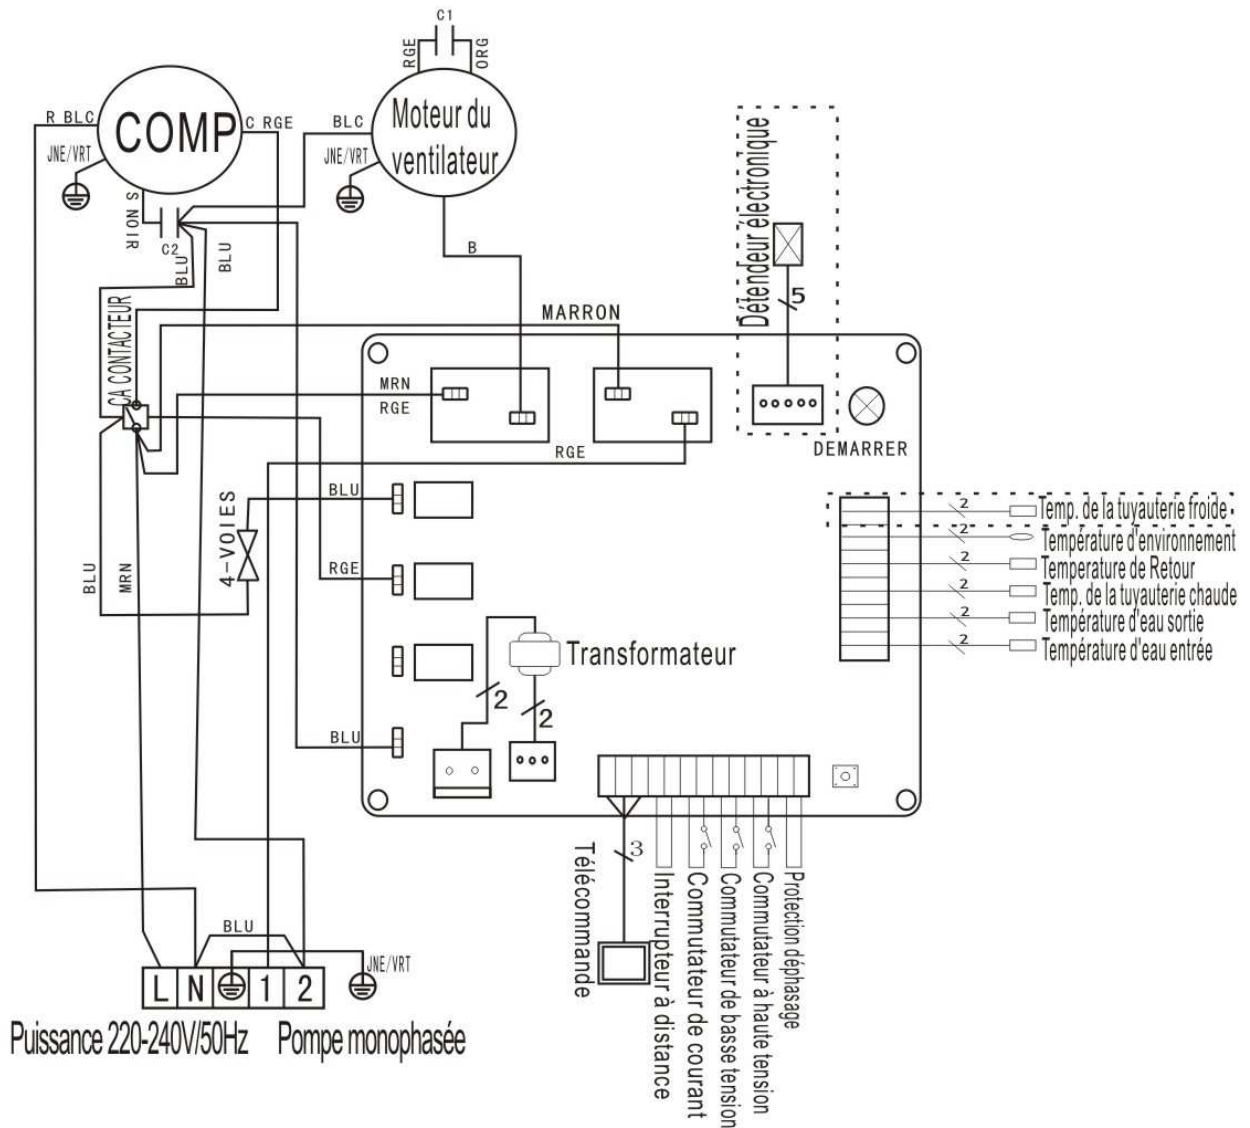 C1
RGE
ORG
R BLC
COMP
C RGE
BLC
Moteur du
ventilateur
JNE/VRT
JNE/VRT
S NOIR
C2
BLU
BLU
B
Détendeur électronique
5
CA CONTACTEUR
MARRON
MRN
RGE
RGE
DEMARRER
BLU
4-VOIES
RGE
BLU
MRN
2
Temp. de la tuyauterie froide
2
Température d'environnement
2
Temperature de Retour
2
Temp. de la tuyauterie chaude
2
Température d'eau sortie
2
Température d'eau entrée
Transformateur
2
2
BLU
3
Télécommande
Interrupteur à distance
Commutateur de courant
Commutateur de basse tension
Commutateur à haute tension
Protection déphasage
BLU
JNE/VRT
L N 1 2
Puissance 220-240V/50Hz Pompe monophasée